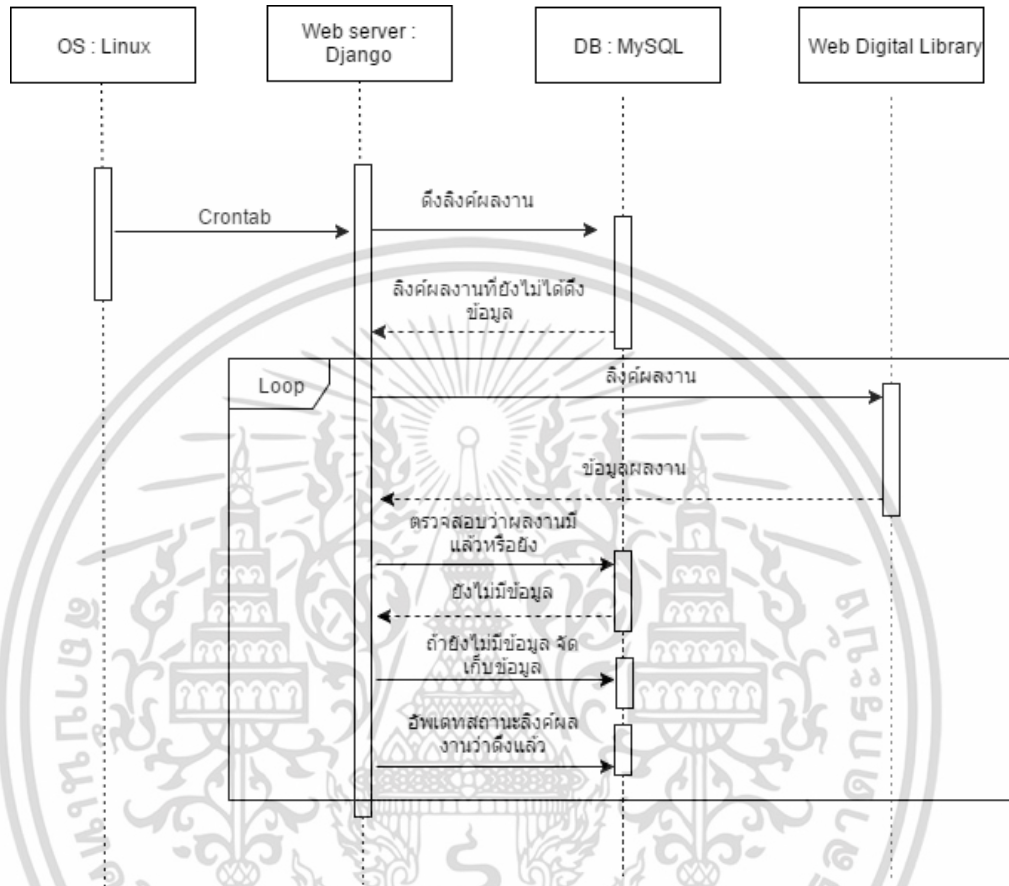 OS : Linux
Web server :
Django
DB : MySQL
Web Digital Library
Crontab
ดึงลิงค์ผลงาน
ลิงค์ผลงานที่ยังไม่ได้ดึง
ข้อมูล
Loop
ลิงค์ผลงาน
ข้อมูลผลงาน
ตรวจสอบว่าผลงานมี
แล้วหรือยัง
ยังไม่มีข้อมูล
ถ้ายังไม่มีข้อมูล จัด
เก็บข้อมูล
อัพเดทสถานะลิงค์ผล
งานว่าดึงแล้ว